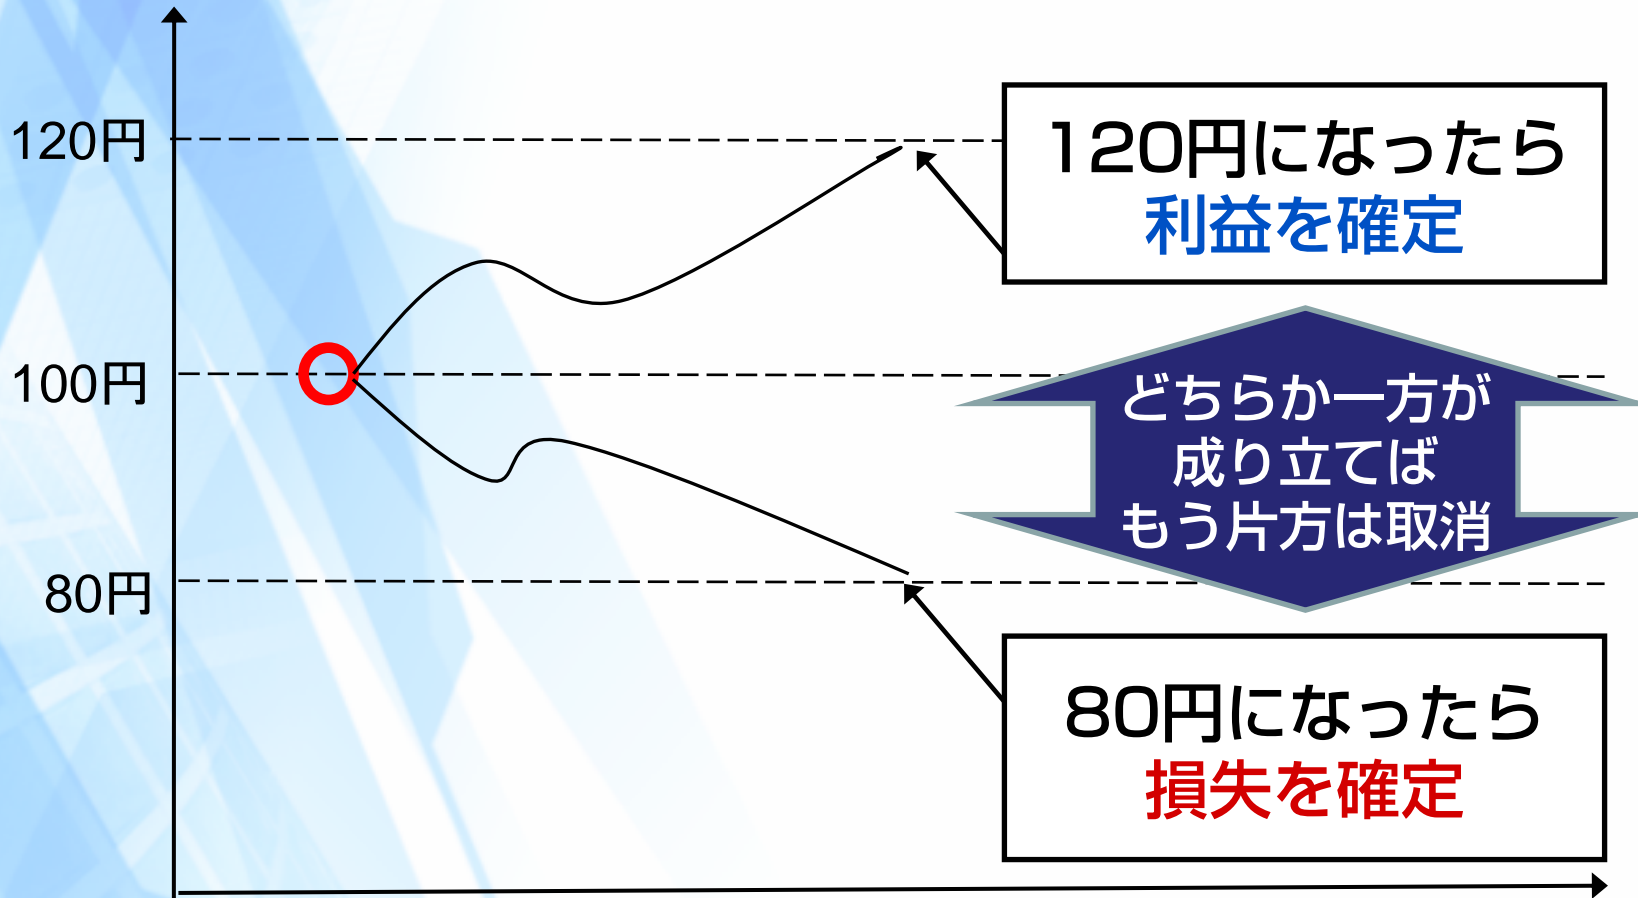 120円
120円になったら
利益を確定
100円
どちらか一方が
成り立てば
もう片方は取消
80円
80円になったら
損失を確定